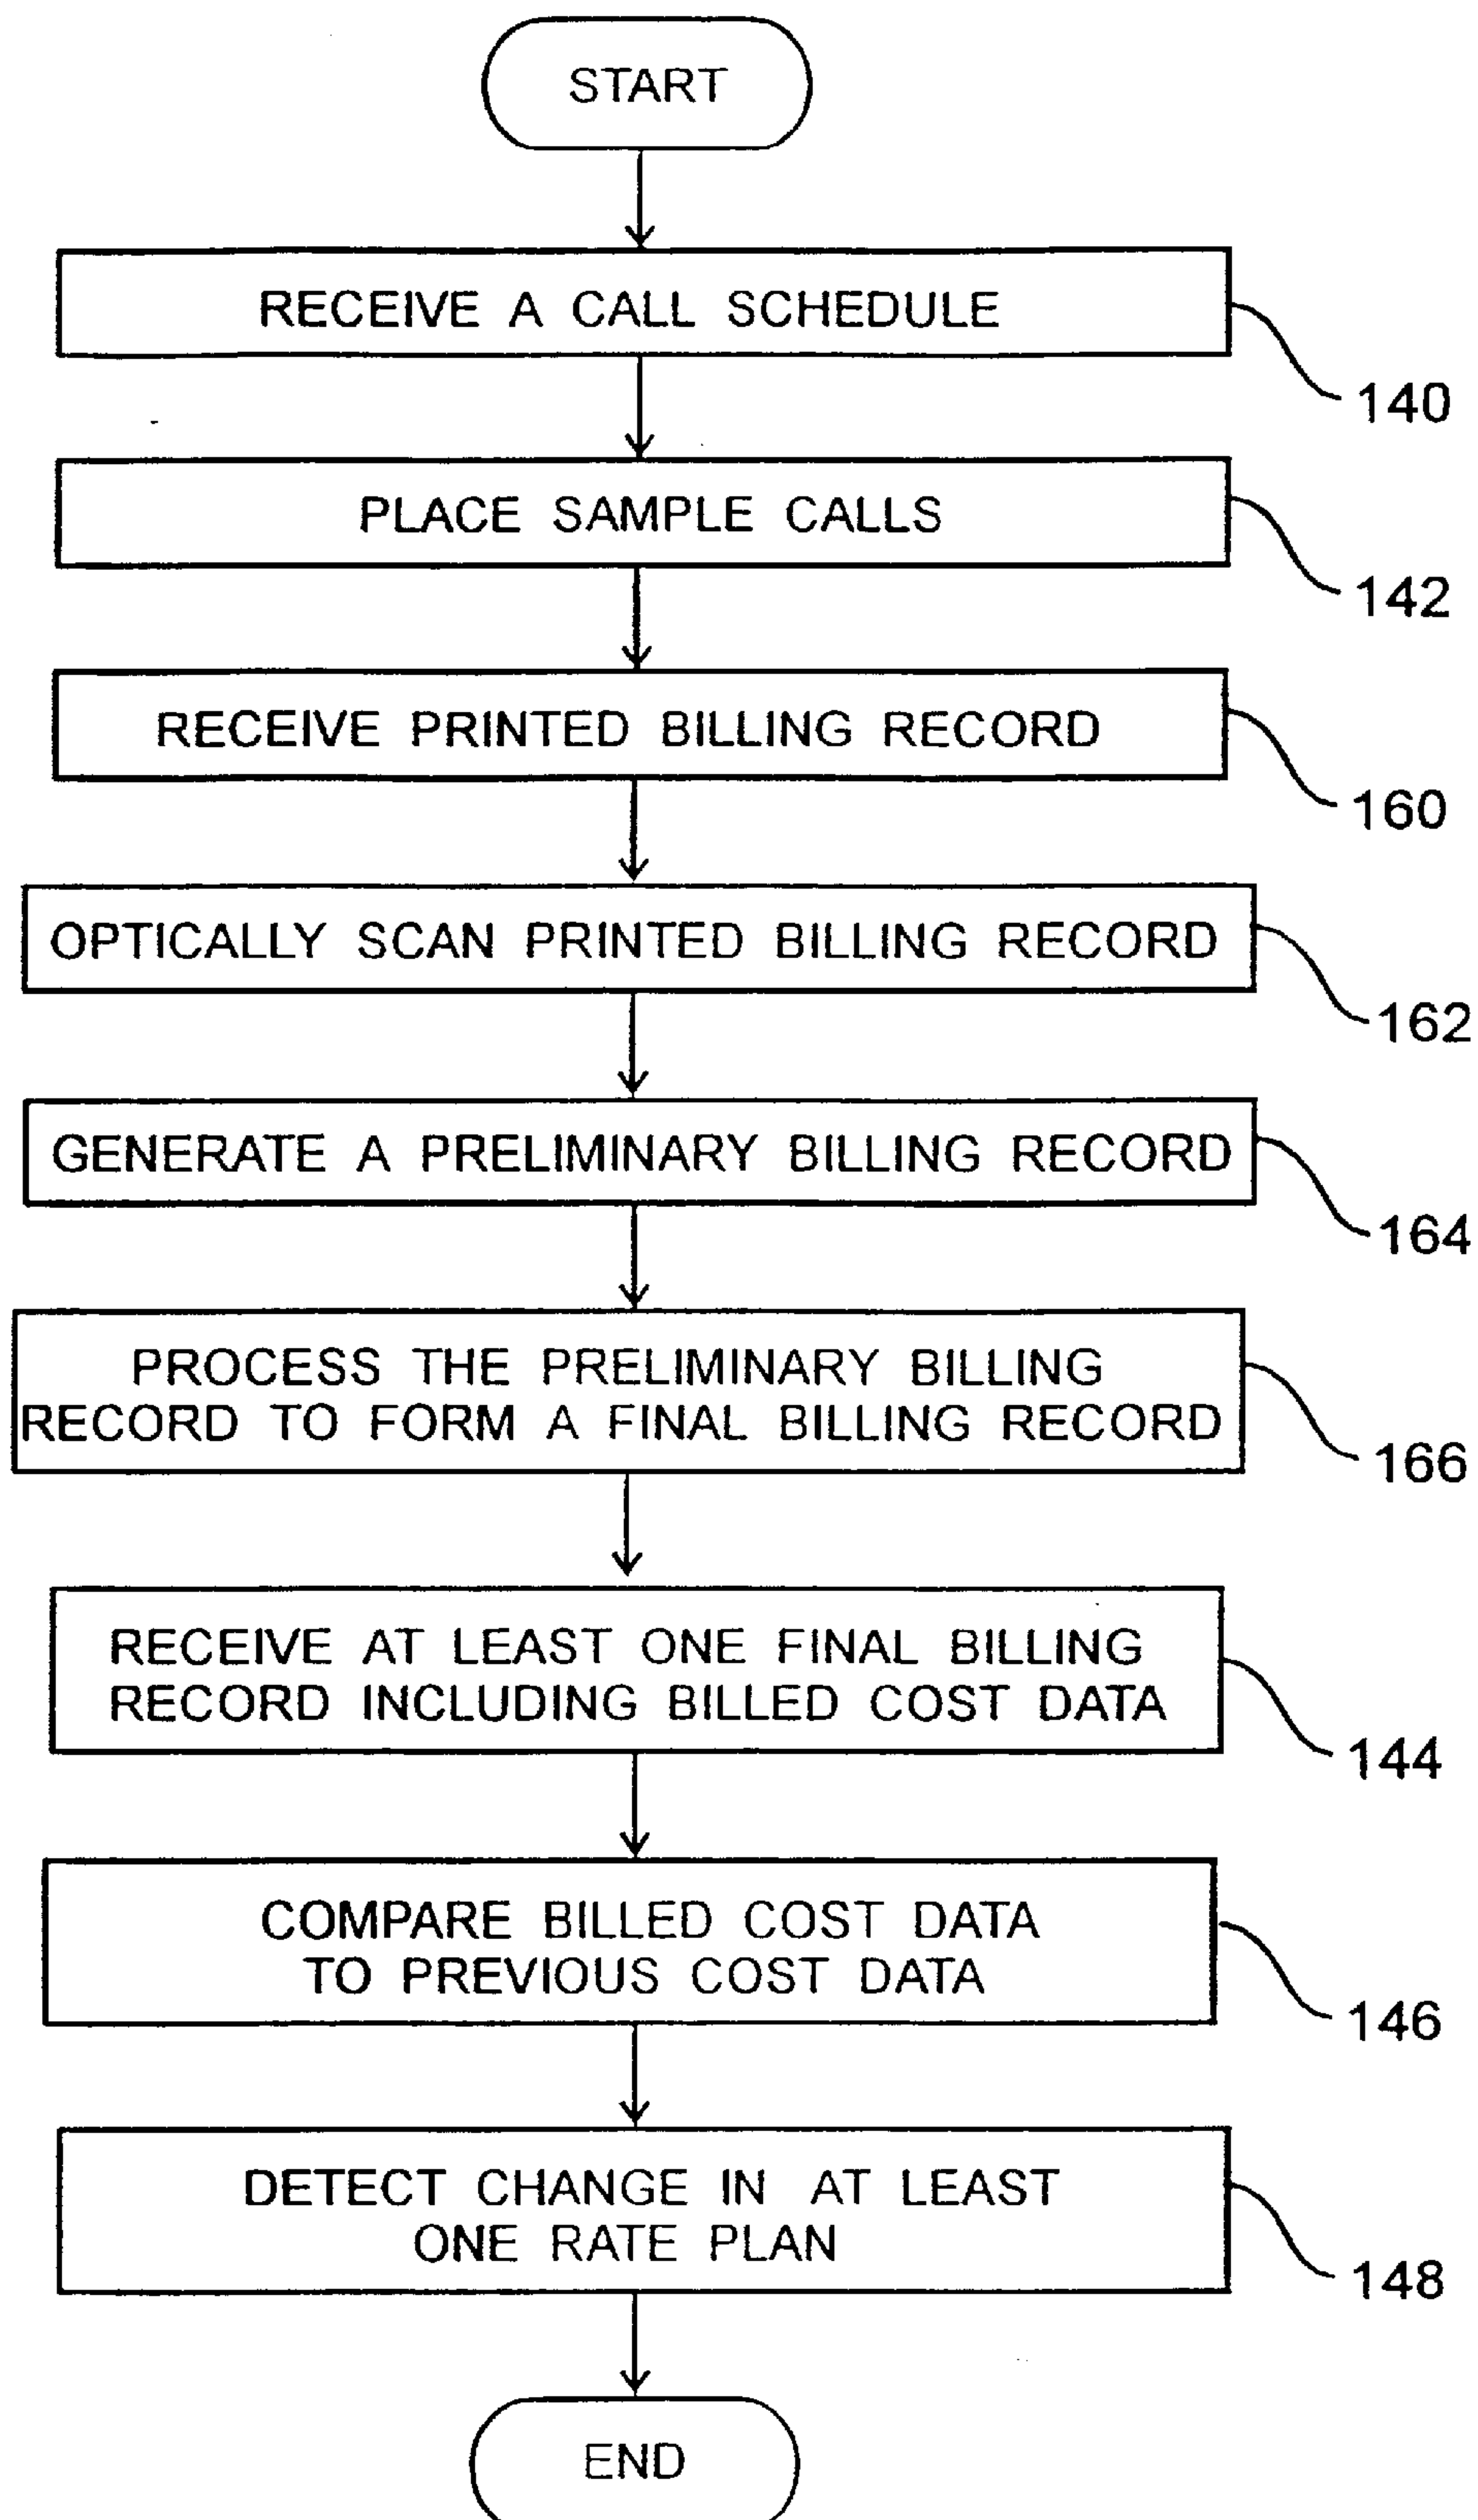 START
RECEIVE A CALL SCHEDULE
140
PLACE SAMPLE CALLS
142
RECEIVE PRINTED BILLING RECORD
160
OPTICALLY SCAN PRINTED BILLING RECORD
162
GENERATE A PRELIMINARY BILLING RECORD
164
PROCESS THE PRELIMINARY BILLING
RECORD TO FORM A FINAL BILLING RECORD
166
RECEIVE AT LEAST ONE FINAL BILLING
RECORD INCLUDING BILLED COST DATA
144
COMPARE BILLED COST DATA
TO PREVIOUS COST DATA
146
DETECT CHANGE IN AT LEAST
ONE RATE PLAN
148
END